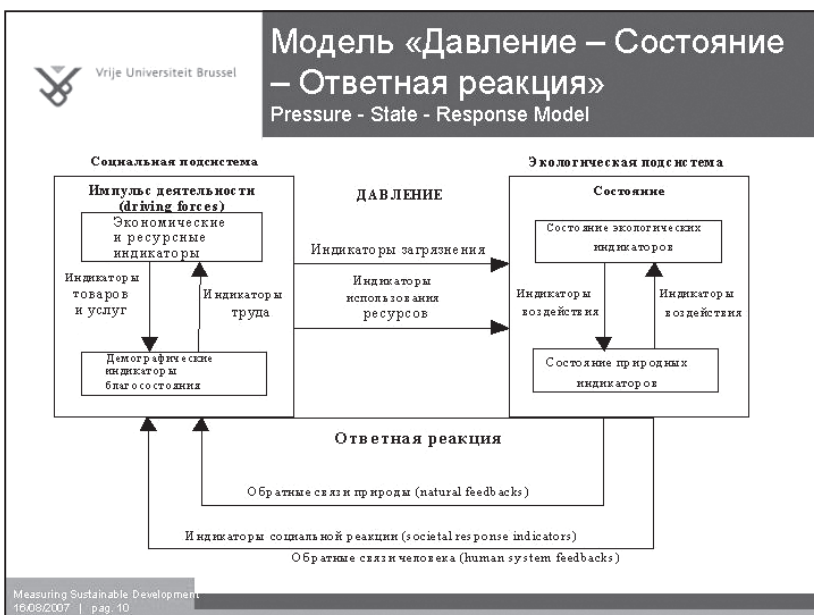 Vrije Universiteit Brussel
Модель «Давление – Состояние
– Ответная реакция»
Pressure - State - Response Model
Социальная подсистема
Экологическая подсистема
Импульс деятельности
(driving forces)
Экономические
и ресурсные
индикаторы
Индикаторы
товаров
и услуг
Индикаторы
труда
Демографические
индикаторы
благосостояния
ДАВЛЕНИЕ
Индикаторы загрязнения
Индикаторы
использования
ресурсов
Состояние
Состояние экологических
индикаторов
Индикаторы
воздействия
Индикаторы
воздействия
Состояние природных
индикаторов
Ответная реакция
Обратные связи природы (natural feedbacks)
Индикаторы социальной реакции (societal response indicators)
Обратные связи человека (human system feedbacks)
Measuring Sustainable Development
16/08/2007 | pag. 10